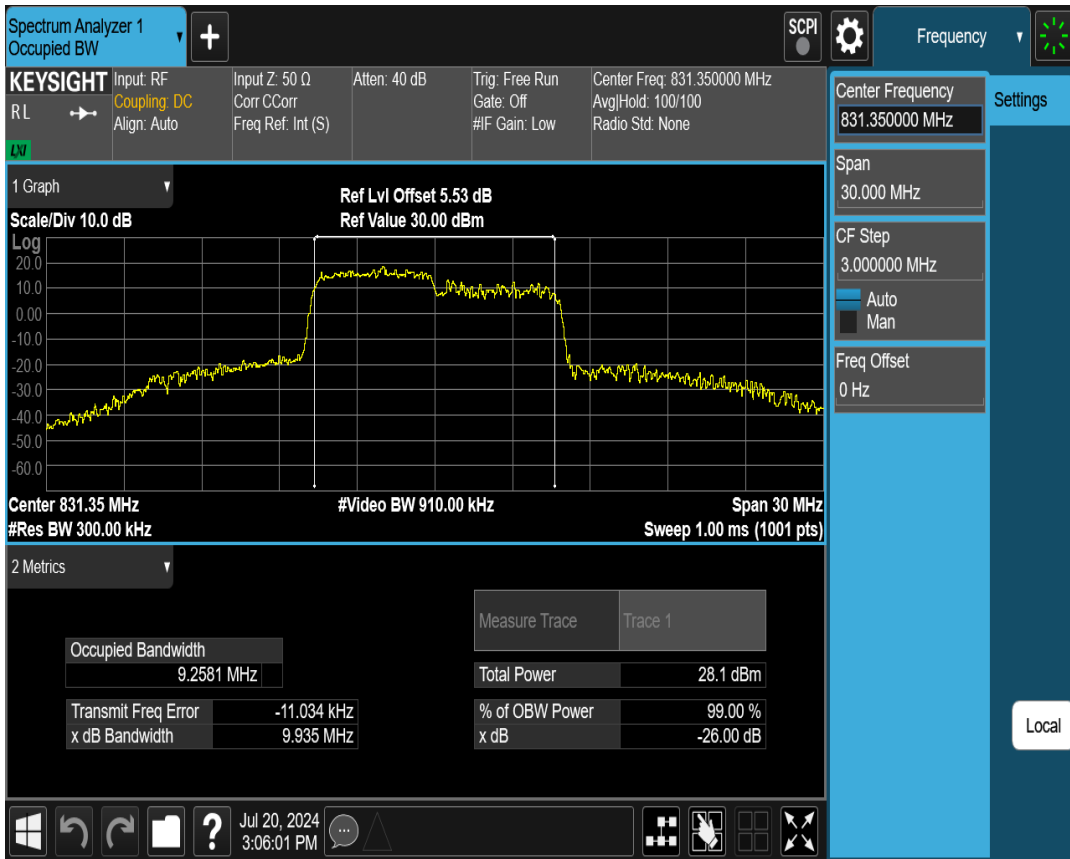 Spectrum Analyzer 1
Occupied BW
+
SCPI
Frequency
KEYSIGHT
RL
LXI
Input: RF
Coupling: DC
Align: Auto
Input Z: 50 Ω
Corr CCorr
Freq Ref: Int (S)
Atten: 40 dB
Trig: Free Run
Gate: Off
#IF Gain: Low
Center Freq: 831.350000 MHz
Avg|Hold: 100/100
Radio Std: None
Center Frequency
831.350000 MHz
Settings
Span
30.000 MHz
CF Step
3.000000 MHz
Auto
Man
Freq Offset
0 Hz
Local
1 Graph
Scale/Div 10.0 dB
Ref Lvl Offset 5.53 dB
Ref Value 30.00 dBm
Log
20.0
10.0
0.00
-10.0
-20.0
-30.0
-40.0
-50.0
-60.0
Center 831.35 MHz
#Video BW 910.00 kHz
Span 30 MHz
#Res BW 300.00 kHz
Sweep 1.00 ms (1001 pts)
2 Metrics
Measure Trace
Trace 1
Occupied Bandwidth
9.2581 MHz
Total Power
28.1 dBm
Transmit Freq Error
-11.034 kHz
% of OBW Power
99.00 %
x dB Bandwidth
9.935 MHz
x dB
-26.00 dB
?
Jul 20, 2024
3:06:01 PM